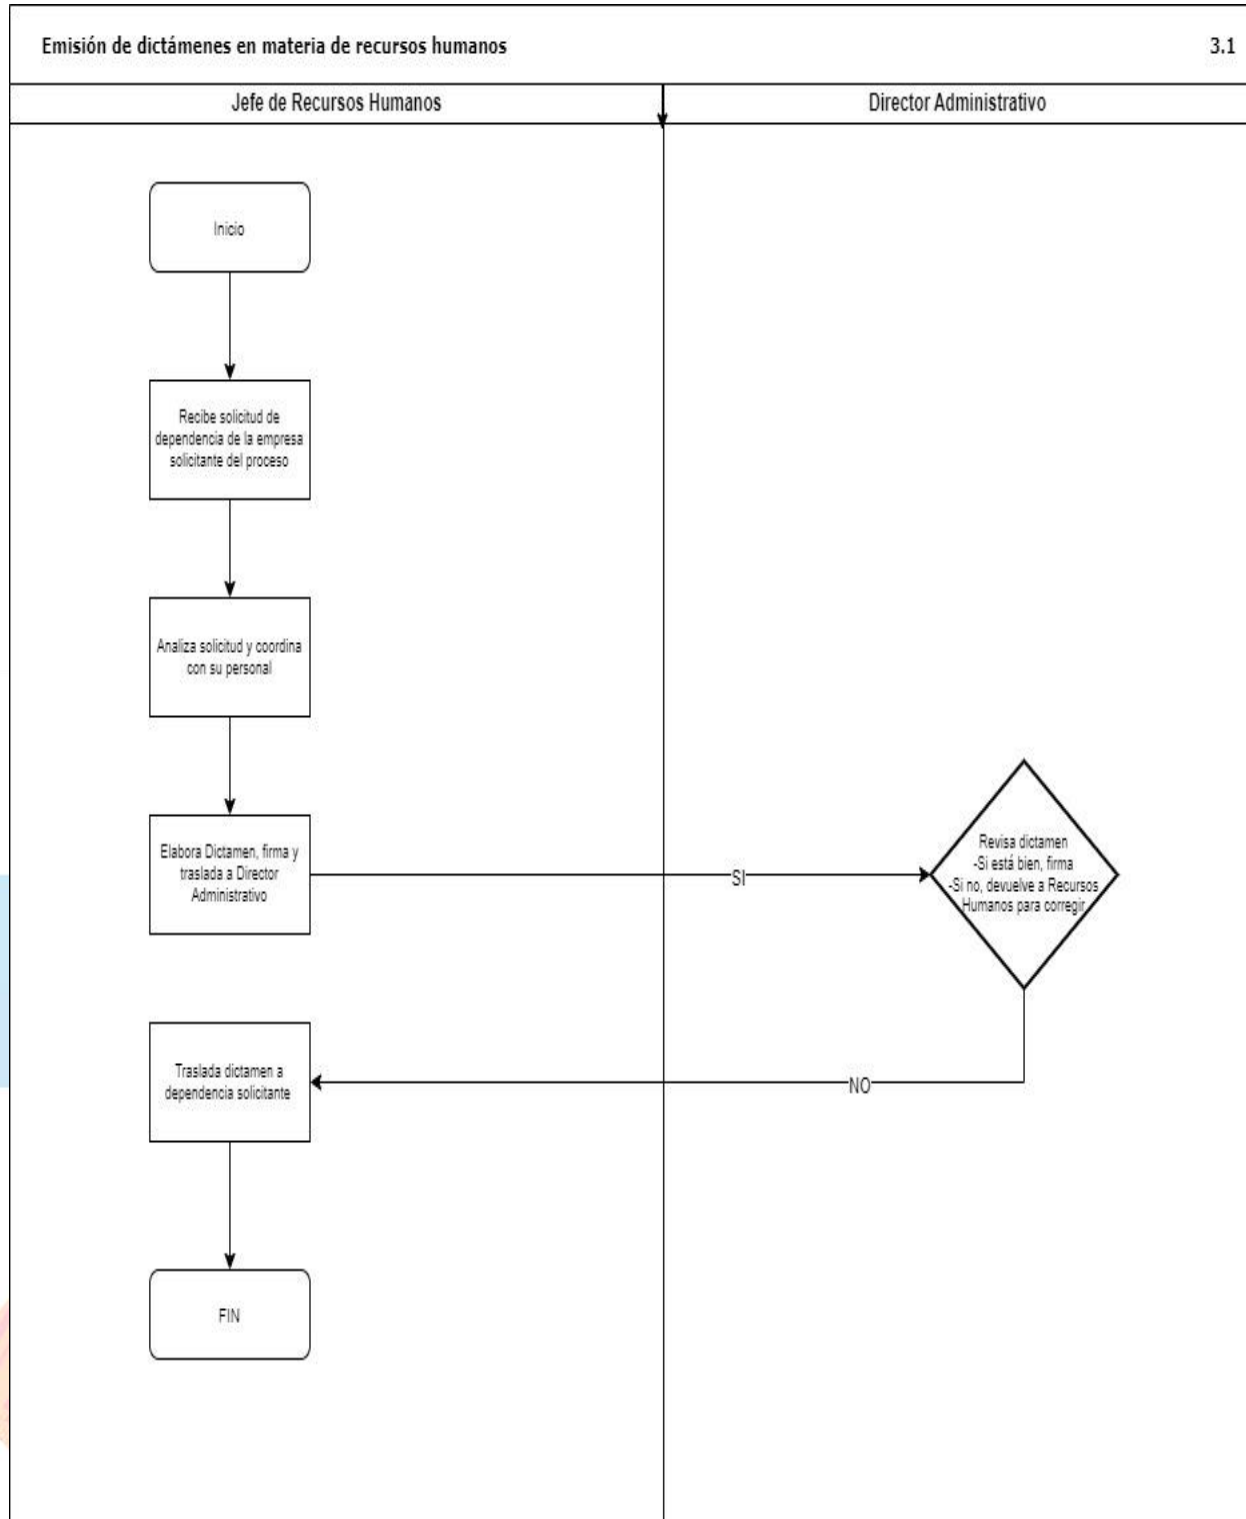 Emisión de dictámenes en materia de recursos humanos 3.1
Jefe de Recursos Humanos Director Administrativo
Inicio
Recibe solicitud de
dependencia de la empresa
solicitante del proceso
Analiza solicitud y coordina
con su personal
Elabora Dictamen, firma y
traslada a Director
Administrativo
SI
Revisa dictamen
-Si está bien, firma
-Si no, devuelve a Recursos
Humanos para corregir
NO
Traslada dictamen a
dependencia solicitante
FIN